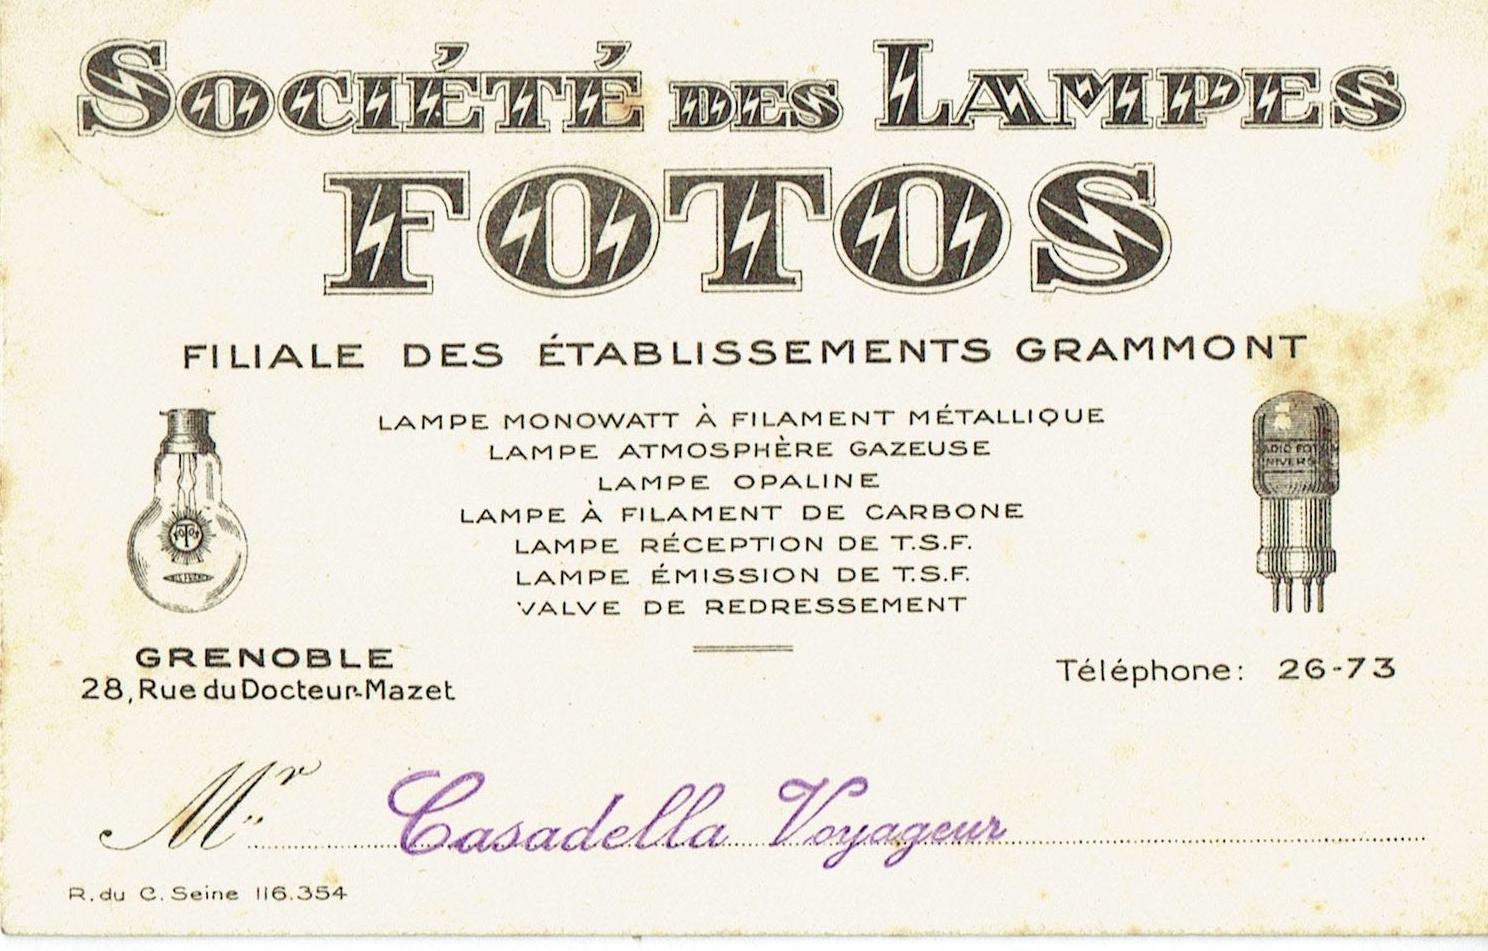 SOCIÉTÉ DES LAMPES
FOTOS
FILIALE DES ÉTABLISSEMENTS GRAMMONT
LAMPE MONOWATT À FILAMENT MÉTALLIQUE
LAMPE ATMOSPHÈRE GAZEUSE
LAMPE OPALINE
LAMPE À FILAMENT DE CARBONE
LAMPE RÉCEPTION DE T.S.F.
LAMPE ÉMISSION DE T.S.F.
VALVE DE REDRESSEMENT
FOTOS
GRENOBLE
28, Rue du Docteur-Mazet
Téléphone: 26-73
Mr Casadella Voyageur
R. du C. Seine 116.354